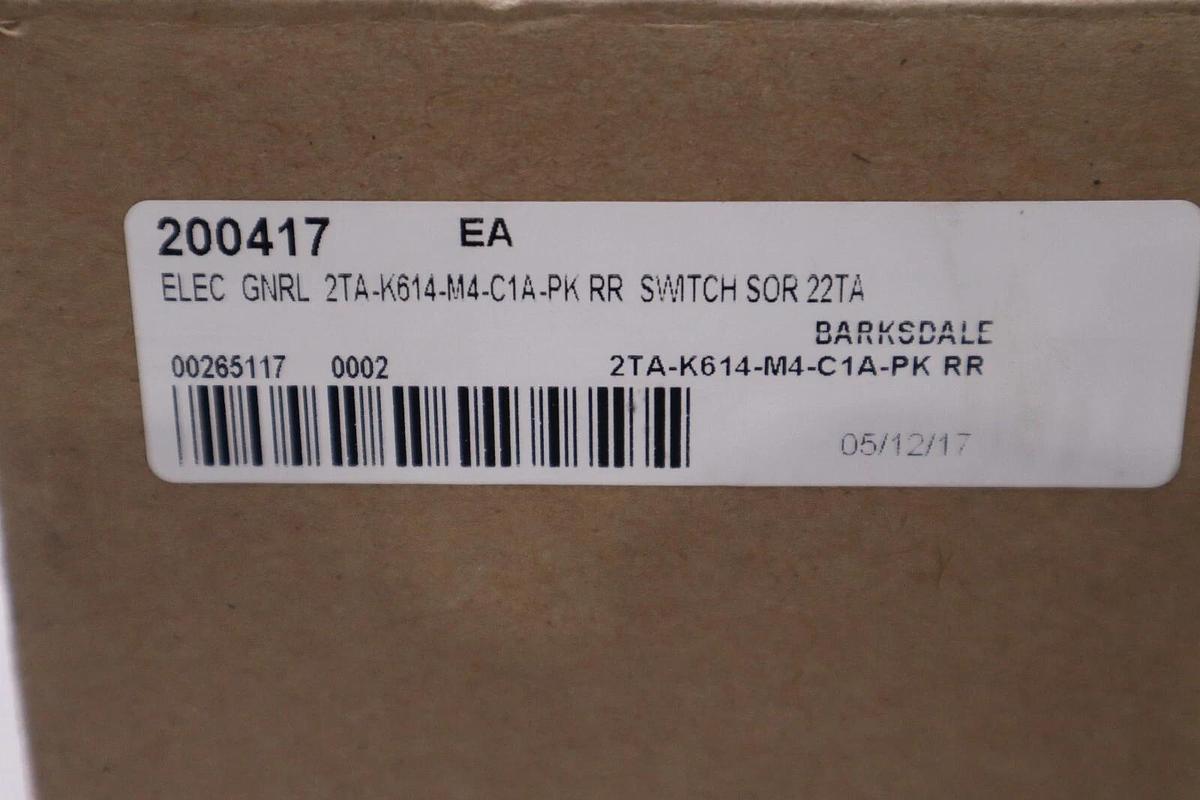 200417 EA
ELEC GNRL 2TA-K614-M4-C1A-PK RR SWITCH SOR 22TA
BARKSDALE
00265117 0002 2TA-K614-M4-C1A-PK RR
05/12/17